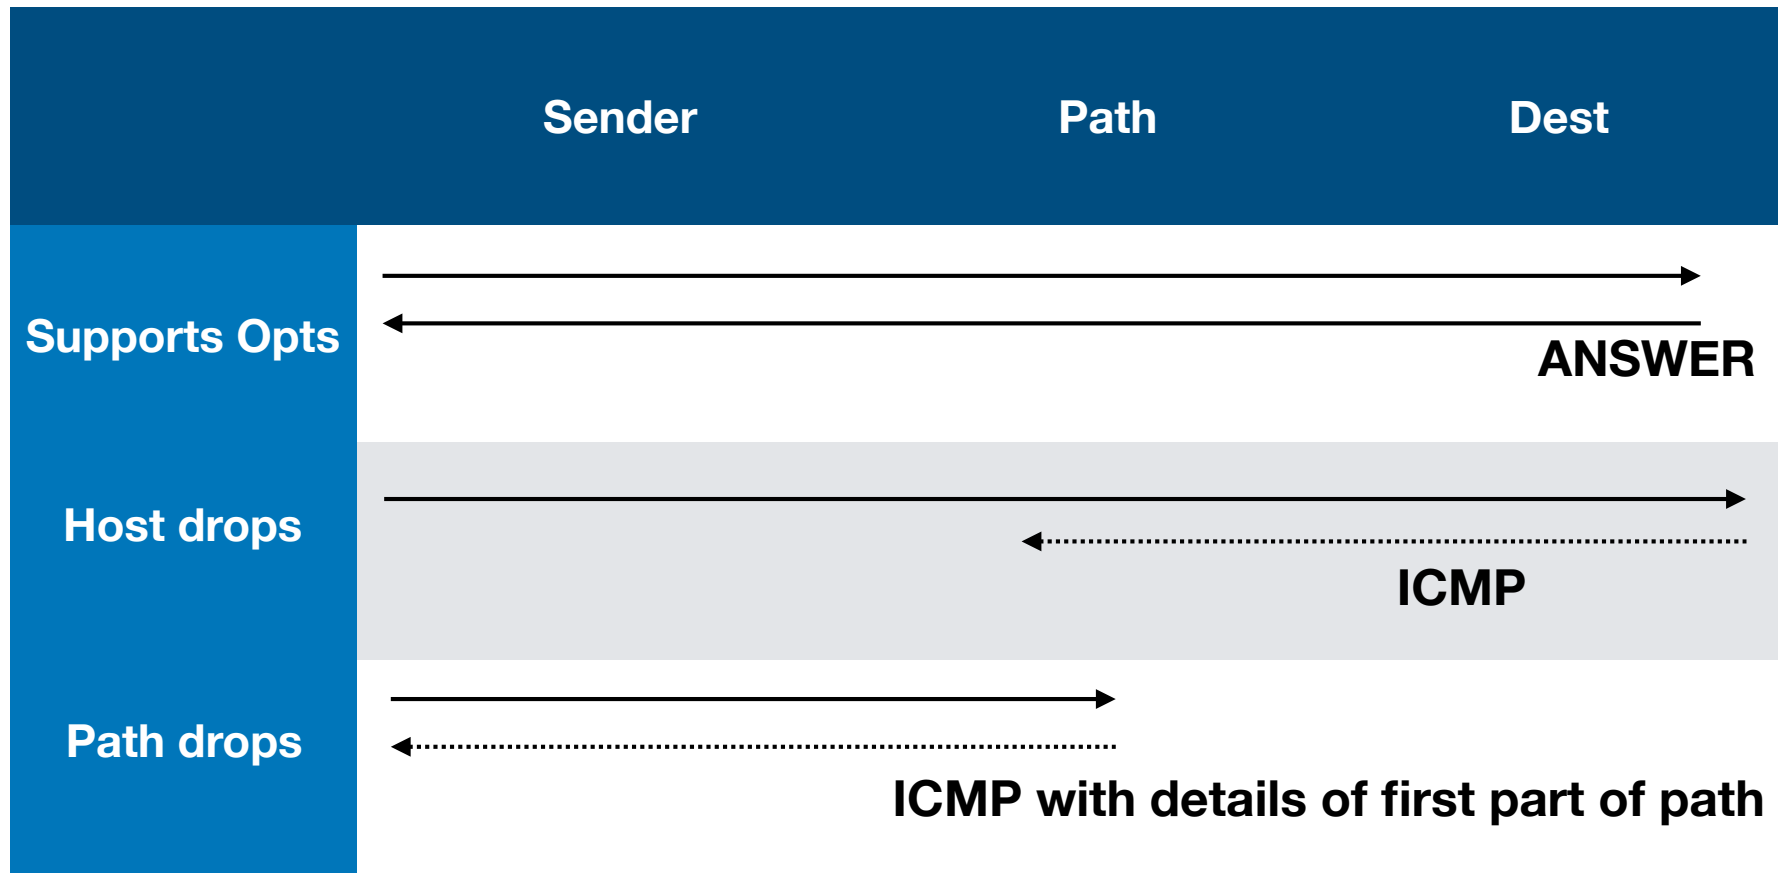 Sender Path Dest
Supports Opts
ANSWER
Host drops
ICMP
Path drops
ICMP with details of first part of path